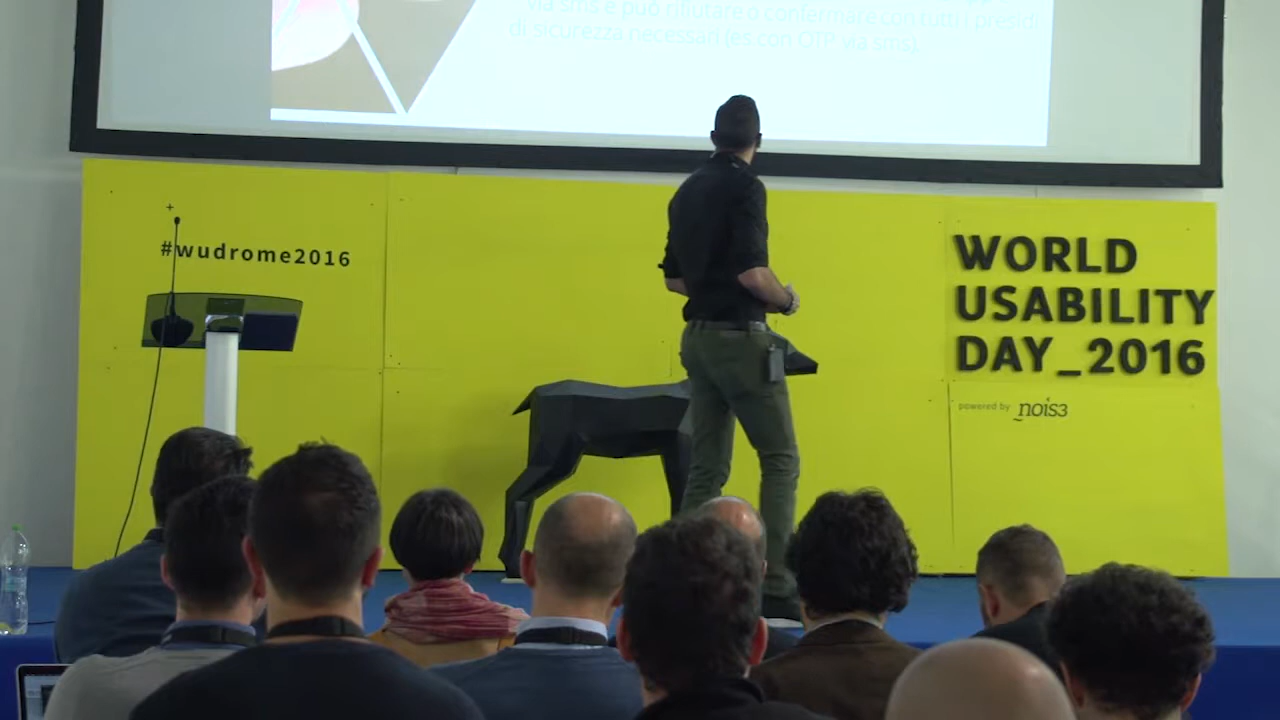 via sms e può rifiutare o confermare con tutti i presidi
di sicurezza necessari (es con OTP via sms).
#wudrome2016
WORLD
USABILITY
DAY_2016
powered by nois3